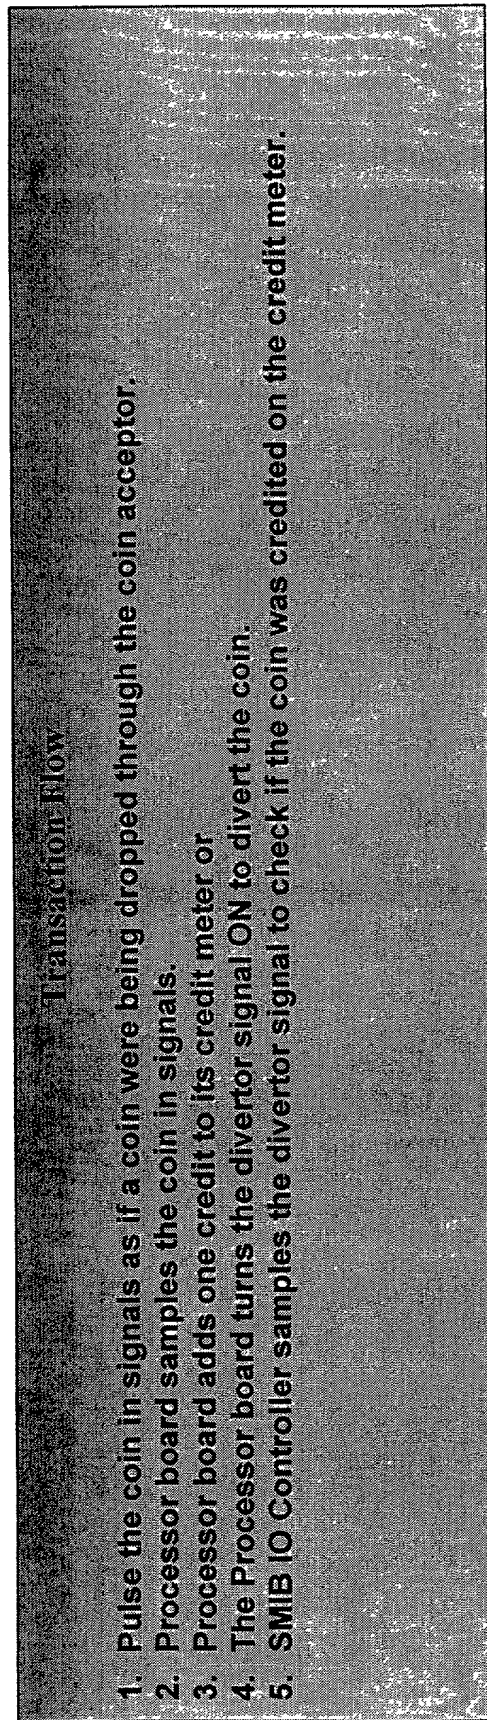 Transaction Flow
1. Pulse the coin in signals as if a coin were being dropped through the coin acceptor.
2. Processor board samples the coin in signals.
3. Processor board adds one credit to its credit meter or
4. The Processor board turns the divertor signal ON to divert the coin.
5. SMIB IO Controller samples the divertor signal to check if the coin was credited on the credit meter.